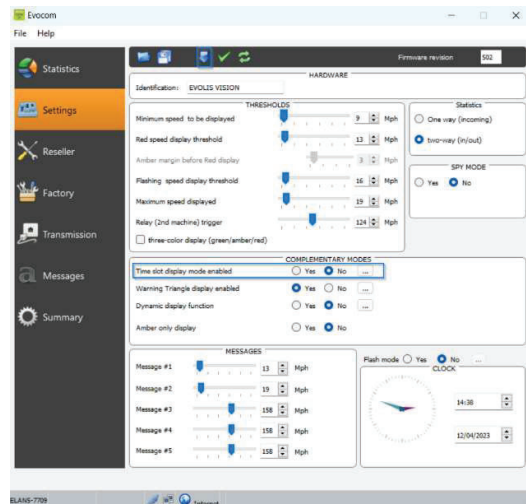 Evocom
File Help
Statistics
Settings
Reseller
Factory
Transmission
Messages
Summary
Firmware revision 502
HARDWARE
Identification: EVOLIS VISION
THRESHOLDS
Minimum speed to be displayed 9 Mph
Red speed display threshold 13 Mph
Amber margin before Red display 3 Mph
Flashing speed display threshold 16 Mph
Maximum speed displayed 19 Mph
Relay (2nd machine) trigger 124 Mph
three-color display (green/amber/red)
Statistics
One way (incoming)
two-way (in/out)
SPY MODE
Yes No
COMPLEMENTARY MODES
Time slot display mode enabled Yes No ...
Warning Triangle display enabled Yes No ...
Dynamic display function Yes No ...
Amber only display Yes No
MESSAGES
Message #1 13 Mph
Message #2 19 Mph
Message #3 158 Mph
Message #4 158 Mph
Message #5 158 Mph
Flash mode Yes No ...
CLOCK
14:38
12/04/2023
ELANS-7709
Internet